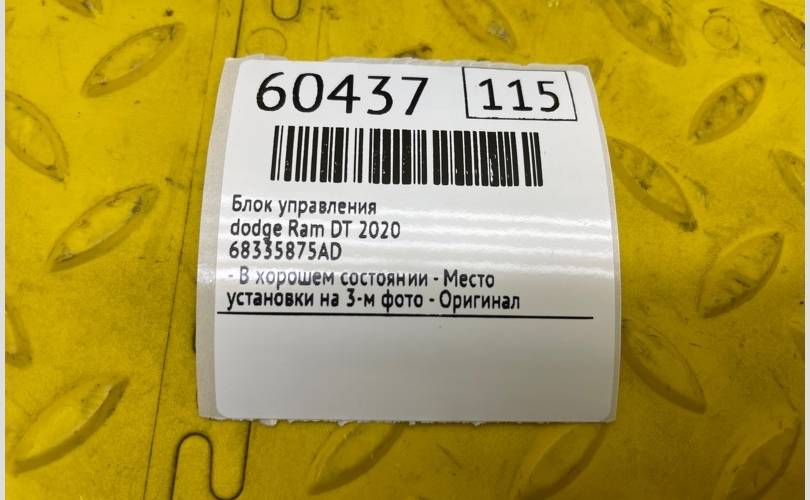 60437 115
Блок управления
dodge Ram DT 2020
68335875AD
- В хорошем состоянии - Место
установки на 3-м фото - Оригинал